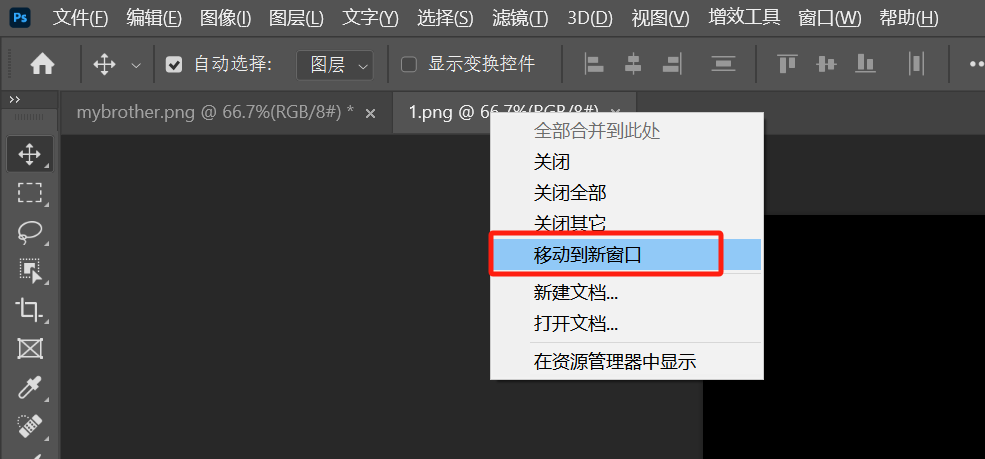 Ps 文件(F) 编辑(E) 图像(I) 图层(L) 文字(Y) 选择(S) 滤镜(T) 3D(D) 视图(V) 增效工具 窗口(W) 帮助(H)
自动选择: 图层 显示变换控件
mybrother.png @ 66.7%(RGB/8#) * × 1.png @ 66.7%(RGB/8#) ×
全部合并到此处
关闭
关闭全部
关闭其它
移动到新窗口
新建文档...
打开文档...
在资源管理器中显示